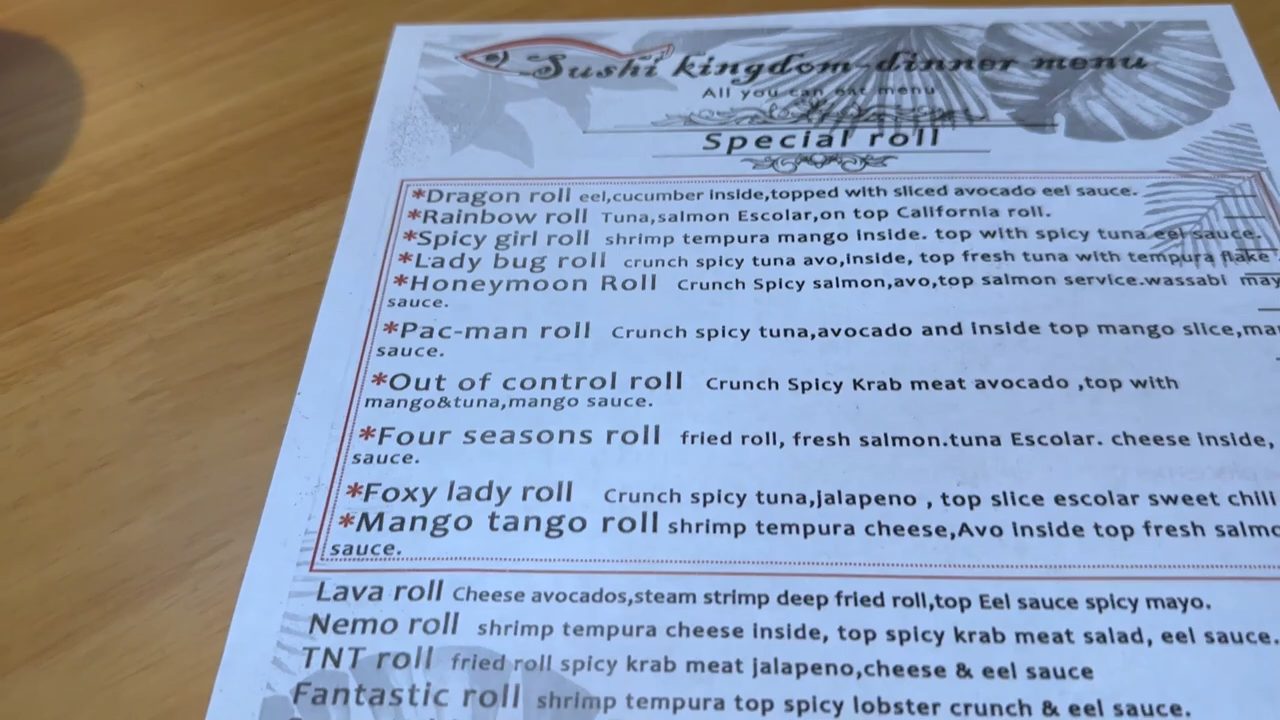 Sushi kingdom-dinner menu
All you can eat menu
Special roll
*Dragon roll eel,cucumber inside,topped with sliced avocado eel sauce.
*Rainbow roll Tuna,salmon Escolar,on top California roll.
*Spicy girl roll shrimp tempura mango inside. top with spicy tuna eel sauce.
*Lady bug roll crunch spicy tuna avo,inside, top fresh tuna with tempura flake
*Honeymoon Roll Crunch Spicy salmon,avo,top salmon service.wassabi may
sauce.
*Pac-man roll Crunch spicy tuna,avocado and inside top mango slice,ma
sauce.
*Out of control roll Crunch Spicy Krab meat avocado ,top with
mango&tuna,mango sauce.
*Four seasons roll fried roll, fresh salmon.tuna Escolar. cheese inside,
sauce.
*Foxy lady roll Crunch spicy tuna,jalapeno , top slice escolar sweet chili
*Mango tango roll shrimp tempura cheese,Avo inside top fresh salmo
sauce.
Lava roll Cheese avocados,steam strimp deep fried roll,top Eel sauce spicy mayo.
Nemo roll shrimp tempura cheese inside, top spicy krab meat salad, eel sauce.
TNT roll fried roll spicy krab meat jalapeno,cheese & eel sauce
Fantastic roll shrimp tempura top spicy lobster crunch & eel sauce.